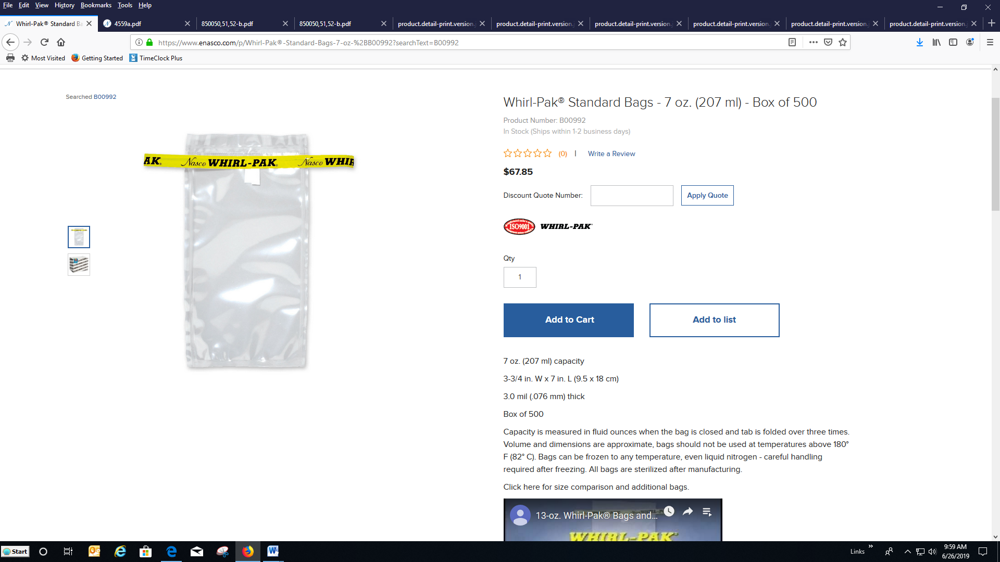 File Edit View History Bookmarks Tools Help
Whirl-Pak® Standard Ba
4559a.pdf
850050,51,52-b.pdf
850050,51,52-b.pdf
product.detail-print.version.
product.detail-print.version.
product.detail-print.version.
product.detail-print.version.
product.detail-print.version.
product.detail-print.version.
https://www.enasco.com/p/Whirl-Pak®-Standard-Bags-7-oz-%2BB00992?searchText=B00992
Most Visited Getting Started TimeClock Plus
Searched B00992
AK® Nasco WHIRL-PAK® Nasco WHIR
Whirl-Pak® Standard Bags - 7 oz. (207 ml) - Box of 500
Product Number: B00992
In Stock (Ships within 1-2 business days)
(0) | Write a Review
$67.85
Discount Quote Number: Apply Quote
ISO9001 WHIRL-PAK®
Qty
1
Add to Cart Add to list
7 oz. (207 ml) capacity
3-3/4 in. W x 7 in. L (9.5 x 18 cm)
3.0 mil (.076 mm) thick
Box of 500
Capacity is measured in fluid ounces when the bag is closed and tab is folded over three times.
Volume and dimensions are approximate, bags should not be used at temperatures above 180°
F (82° C). Bags can be frozen to any temperature, even liquid nitrogen - careful handling
required after freezing. All bags are sterilized after manufacturing.
Click here for size comparison and additional bags.
13-oz. Whirl-Pak® Bags and...
WHIRL-PAK®
Start
Links »
9:59 AM
6/26/2019